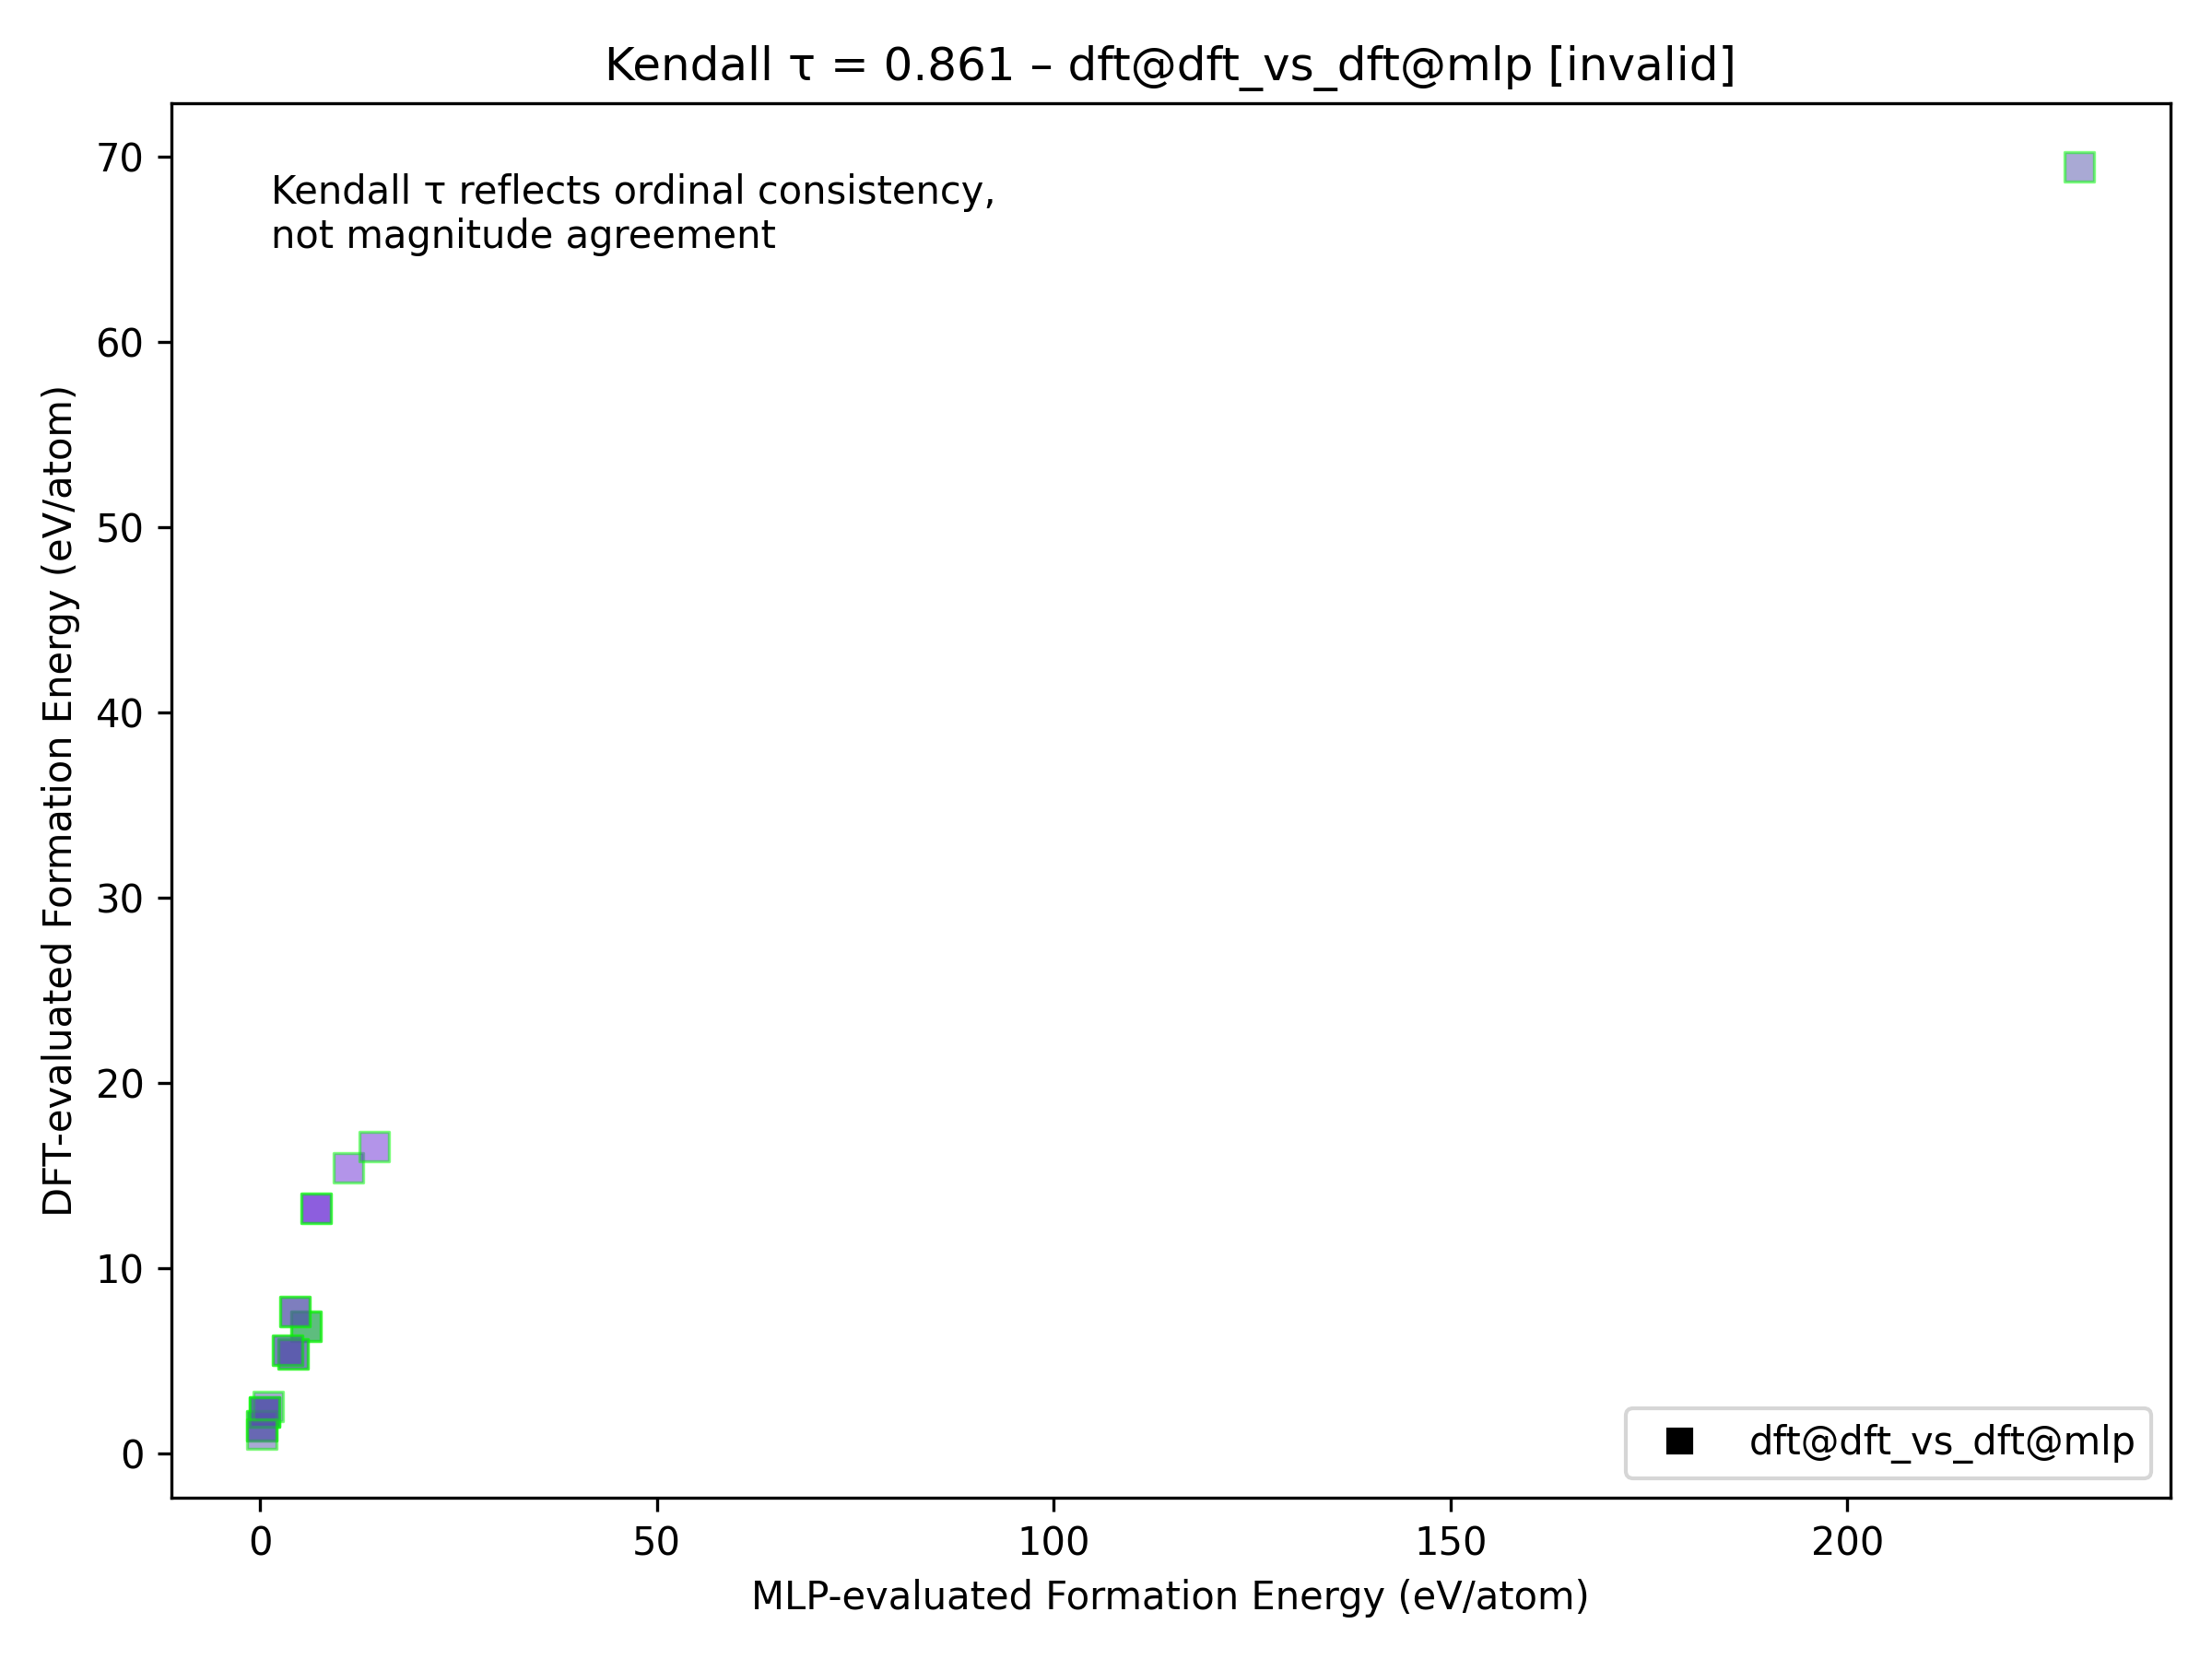 Kendall τ = 0.861 – dft@dft_vs_dft@mlp [invalid]
Kendall τ reflects ordinal consistency,
not magnitude agreement
DFT-evaluated Formation Energy (eV/atom)
70
60
50
40
30
20
10
0
dft@dft_vs_dft@mlp
0
50
100
150
200
MLP-evaluated Formation Energy (eV/atom)